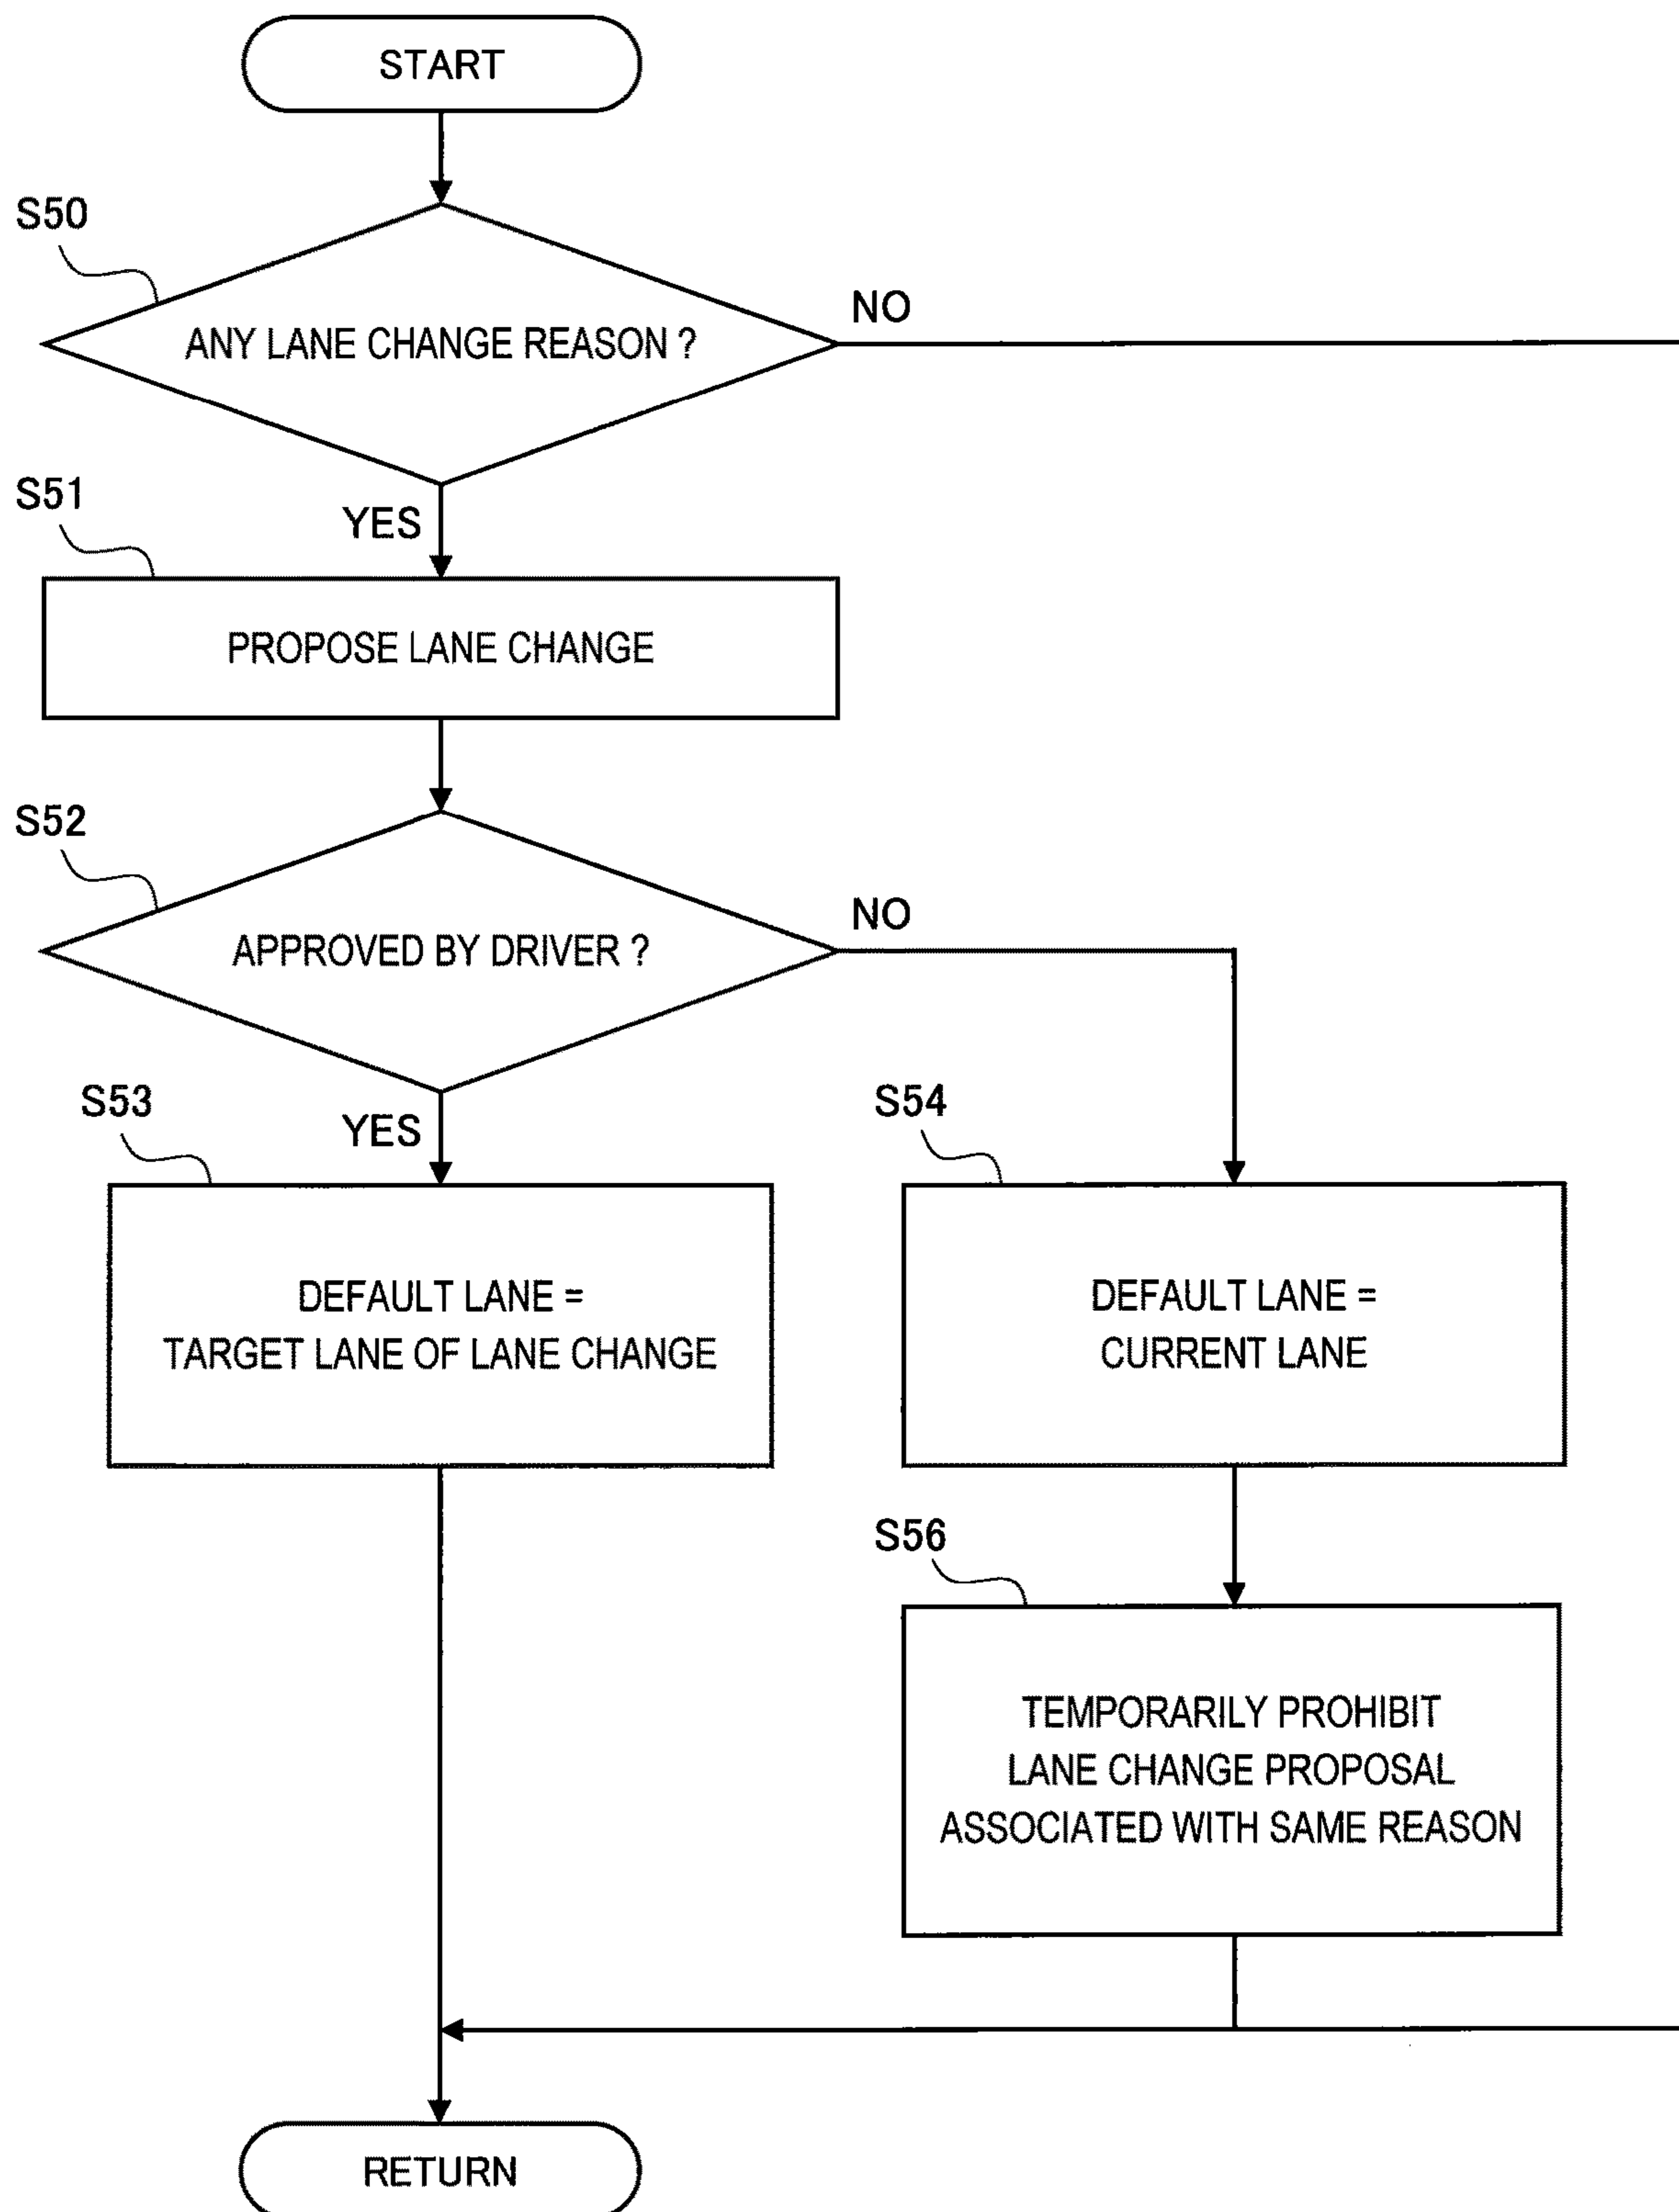 START
S50
ANY LANE CHANGE REASON ?
NO
S51
YES
PROPOSE LANE CHANGE
S52
APPROVED BY DRIVER ?
NO
S53
YES
S54
DEFAULT LANE =
TARGET LANE OF LANE CHANGE
DEFAULT LANE =
CURRENT LANE
S56
TEMPORARILY PROHIBIT
LANE CHANGE PROPOSAL
ASSOCIATED WITH SAME REASON
RETURN